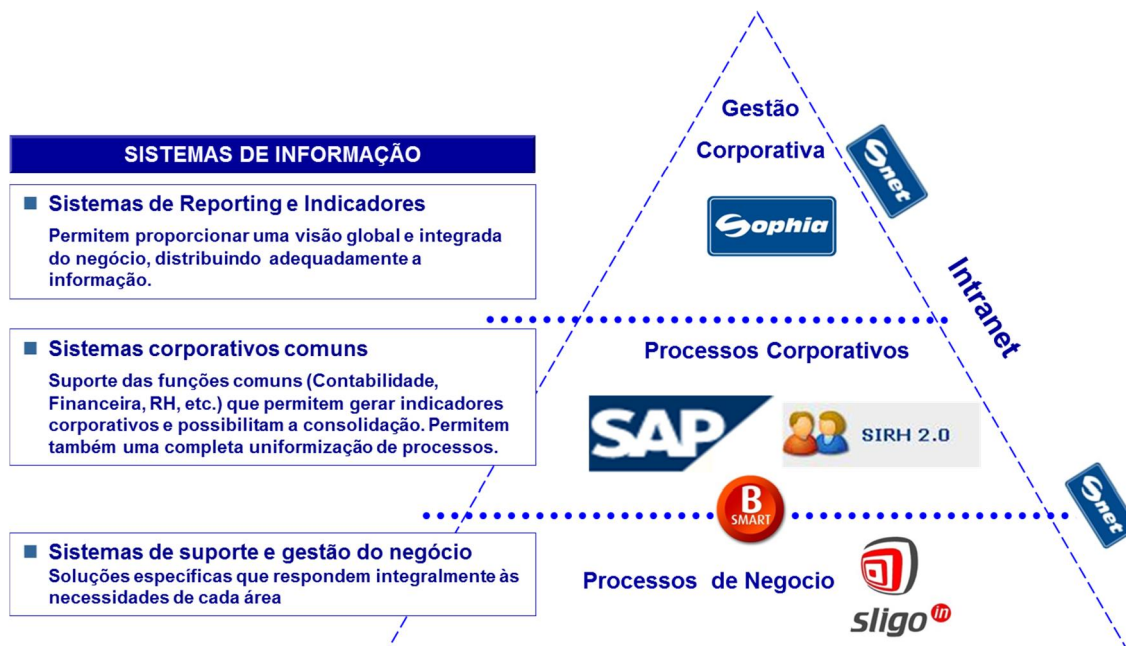 SISTEMAS DE INFORMAÇÃO
Sistemas de Reporting e Indicadores
Permitem proporcionar uma visão global e integrada
do negócio, distribuindo adequadamente a
informação.
Sistemas corporativos comuns
Suporte das funções comuns (Contabilidade,
Financeira, RH, etc.) que permitem gerar indicadores
corporativos e possibilitam a consolidação. Permitem
também uma completa uniformização de processos.
Sistemas de suporte e gestão do negócio
Soluções específicas que respondem integralmente às
necessidades de cada área
Gestão
Corporativa
Sophia
Snet
Intranet
Processos Corporativos
SAP
SIRH 2.0
B
SMART
Snet
Processos de Negocio
sligo in